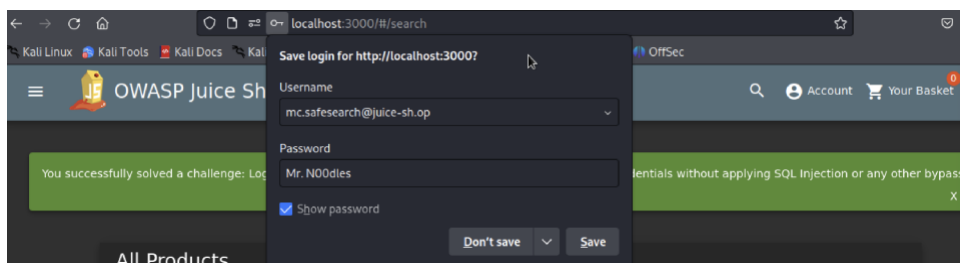 localhost:3000/#/search
Kali Linux Kali Tools Kali Docs Kali OffSec
Save login for http://localhost:3000?
OWASP Juice Sh
Account Your Basket 0
Username
mc.safesearch@juice-sh.op
Password
Mr. N00dles
You successfully solved a challenge: Log
lentials without applying SQL Injection or any other bypass
X
Show password
Don't save Save
All Products